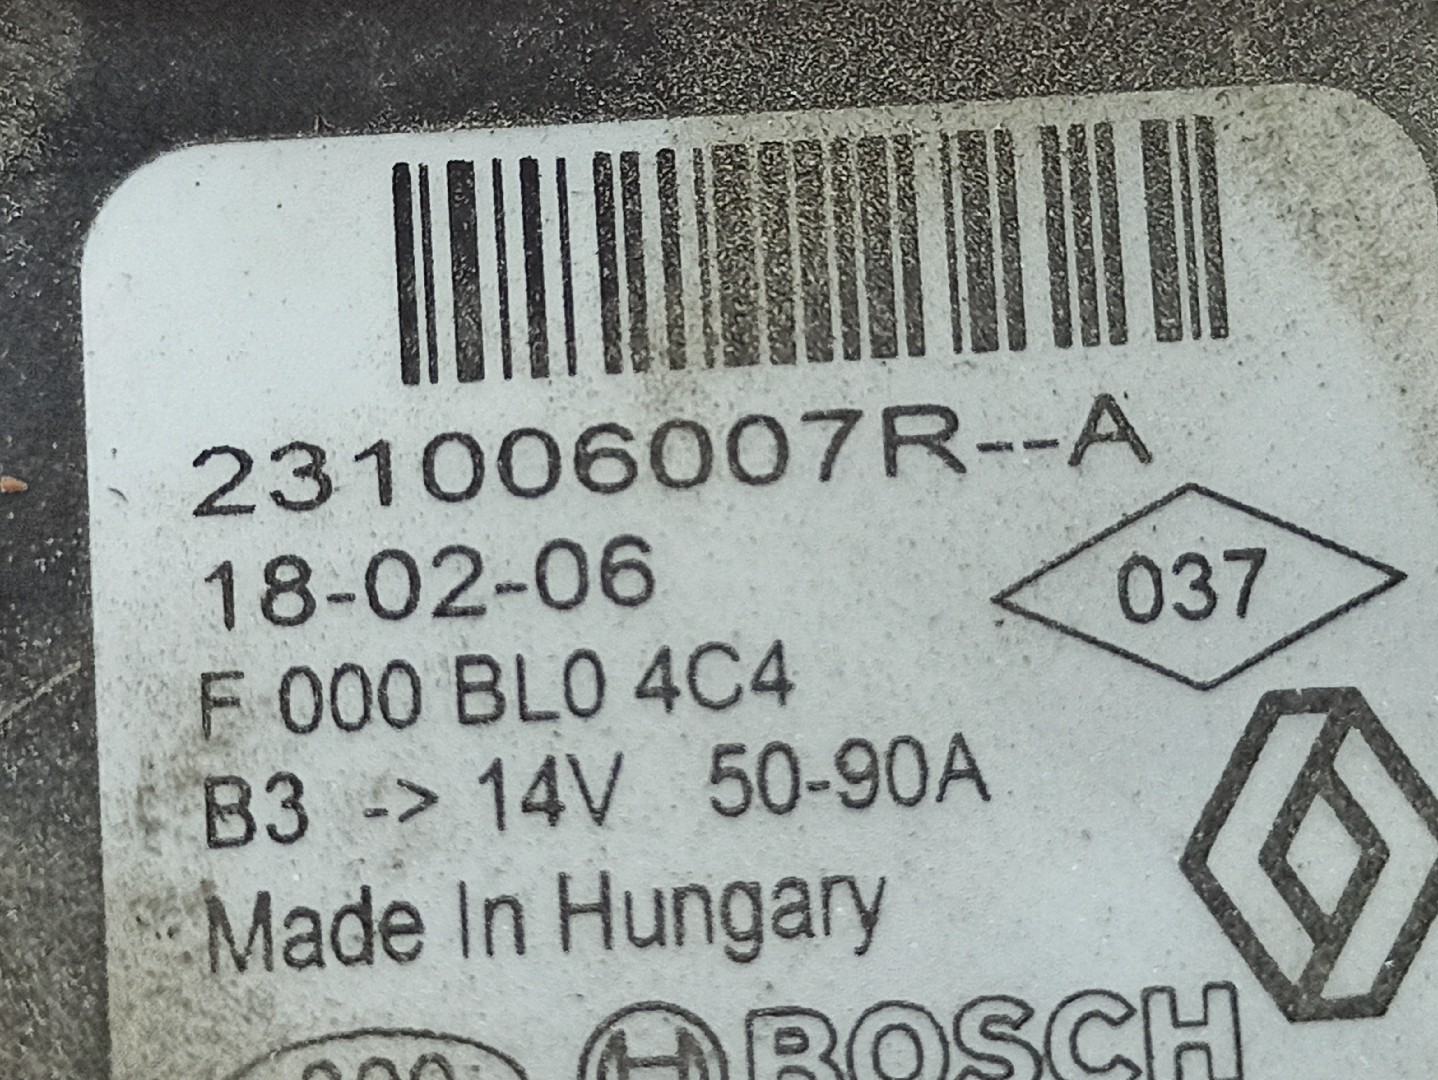 231006007R--A
18-02-06
037
F 000 BL0 4C4
B3 -> 14V 50-90A
Made In Hungary
BOSCH